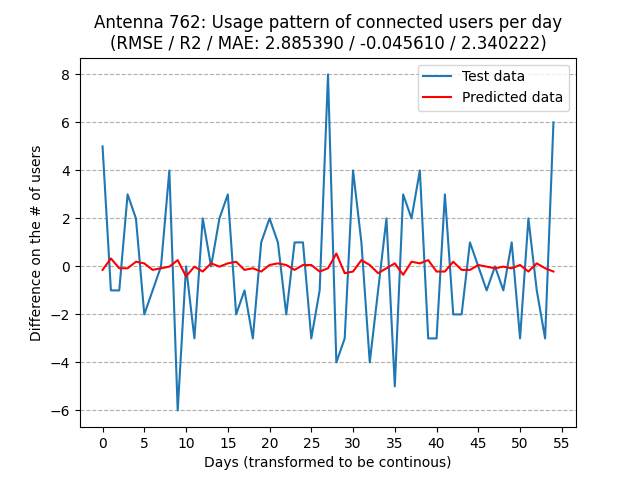 Antenna 762: Usage pattern of connected users per day
(RMSE / R2 / MAE: 2.885390 / -0.045610 / 2.340222)
Test data
Predicted data
8
6
4
2
0
−2
−4
−6
Difference on the # of users
0 5 10 15 20 25 30 35 40 45 50 55
Days (transformed to be continous)